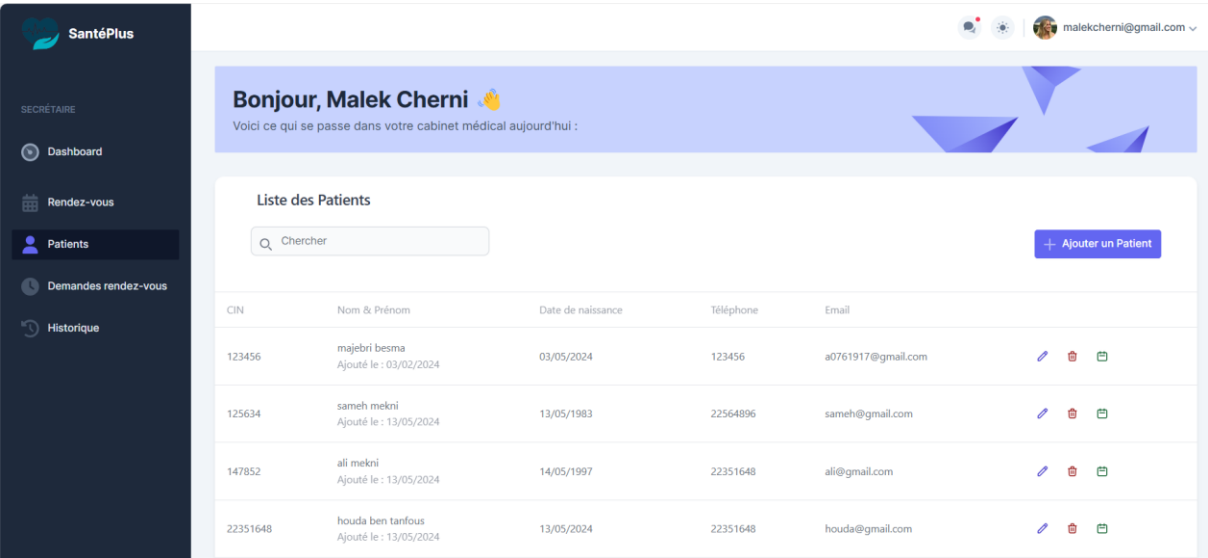 SantéPlus
malekcherni@gmail.com
SECRÉTAIRE
Dashboard
Rendez-vous
Patients
Demandes rendez-vous
Historique
Bonjour, Malek Cherni 👋
Voici ce qui se passe dans votre cabinet médical aujourd'hui :
Liste des Patients
Chercher
Ajouter un Patient
CIN Nom & Prénom Date de naissance Téléphone Email
123456 majebri besma 03/05/2024 123456 a0761917@gmail.com
Ajouté le : 03/02/2024
125634 sameh mekni 13/05/1983 22564896 sameh@gmail.com
Ajouté le : 13/05/2024
147852 ali mekni 14/05/1997 22351648 ali@gmail.com
Ajouté le : 13/05/2024
22351648 houda ben tanfous 13/05/2024 22351648 houda@gmail.com
Ajouté le : 13/05/2024